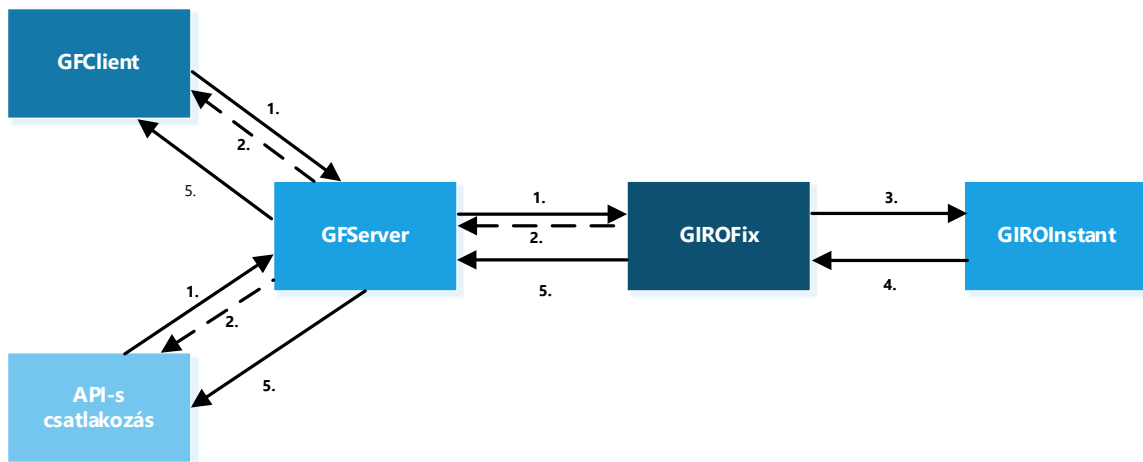 GFClient
1.
2.
5.
GFServer
1.
2.
5.
GIROFix
3.
4.
GIROInstant
1.
2.
5.
API-s
csatlakozás